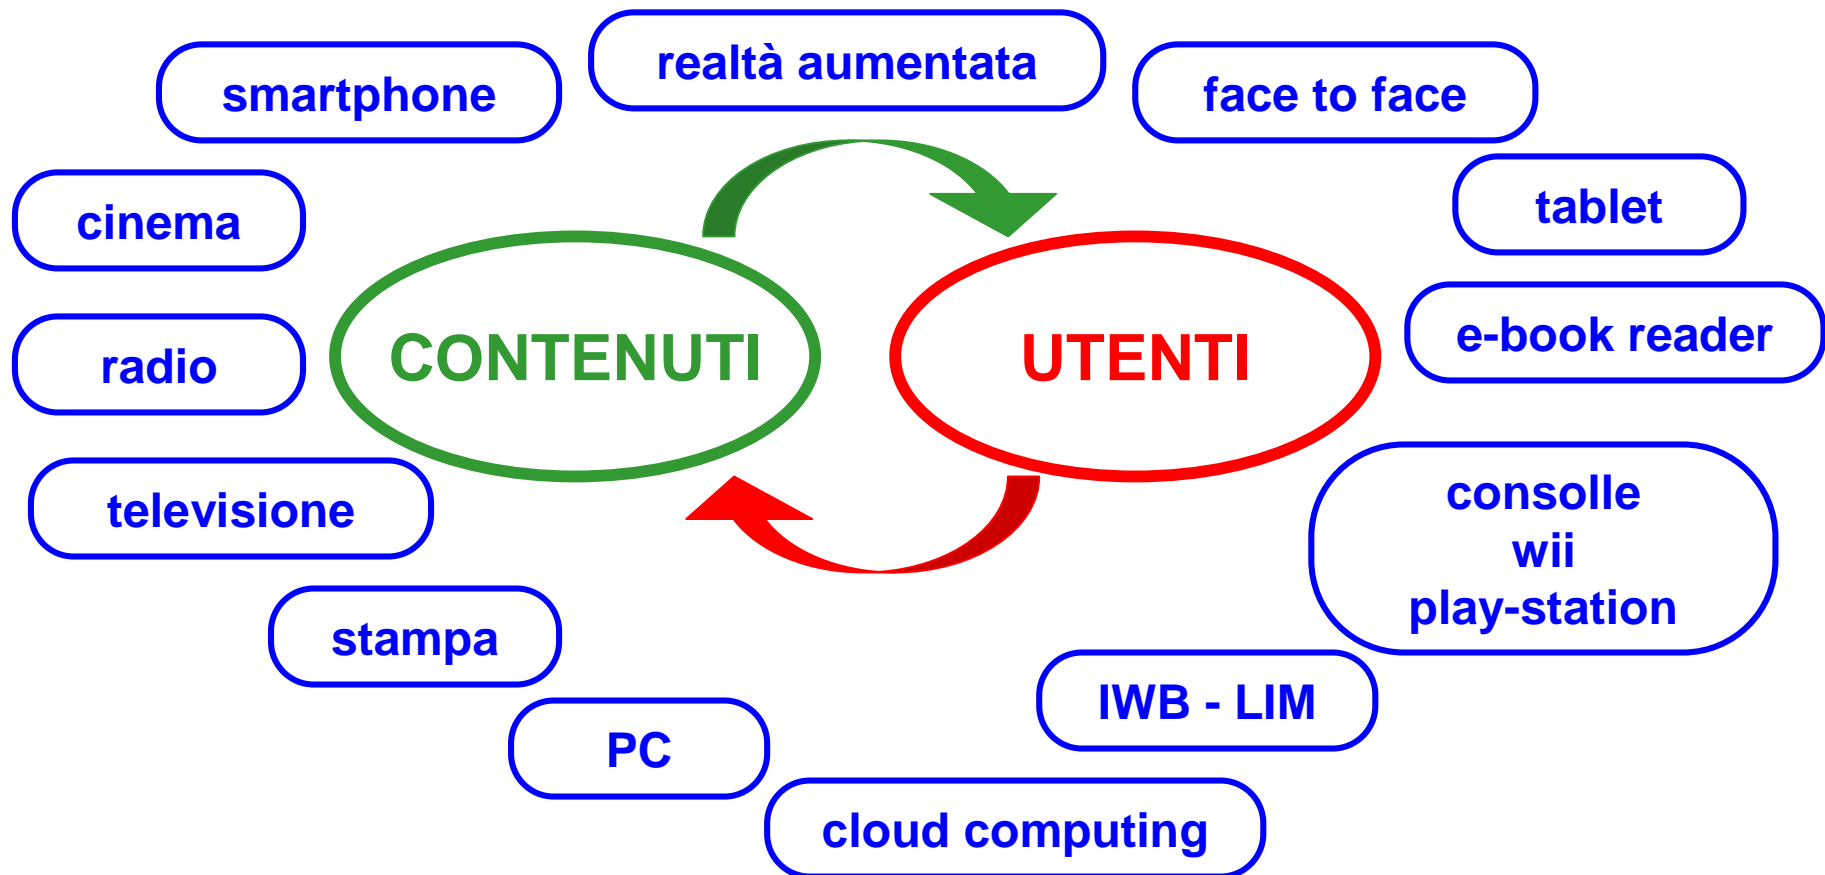 realtà aumentata
smartphone
face to face
cinema
tablet
CONTENUTI
UTENTI
e-book reader
radio
televisione
consolle
wii
play-station
stampa
IWB - LIM
PC
cloud computing